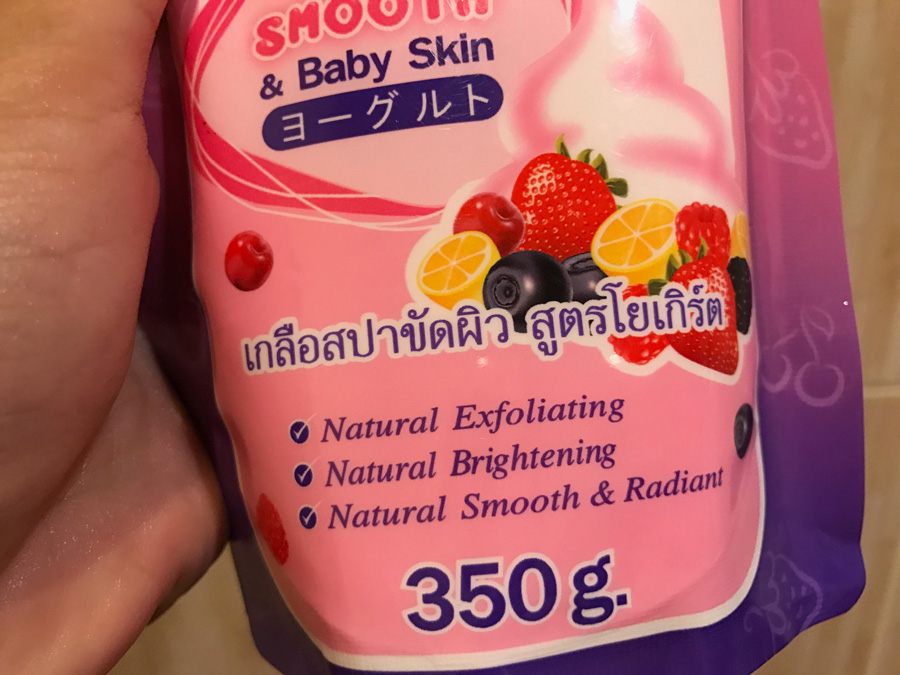 SMOOTH
& Baby Skin
ヨーグルト
เกลือสปาขัดผิว สูตรโยเกิร์ต
Natural Exfoliating
Natural Brightening
Natural Smooth & Radiant
350 g.